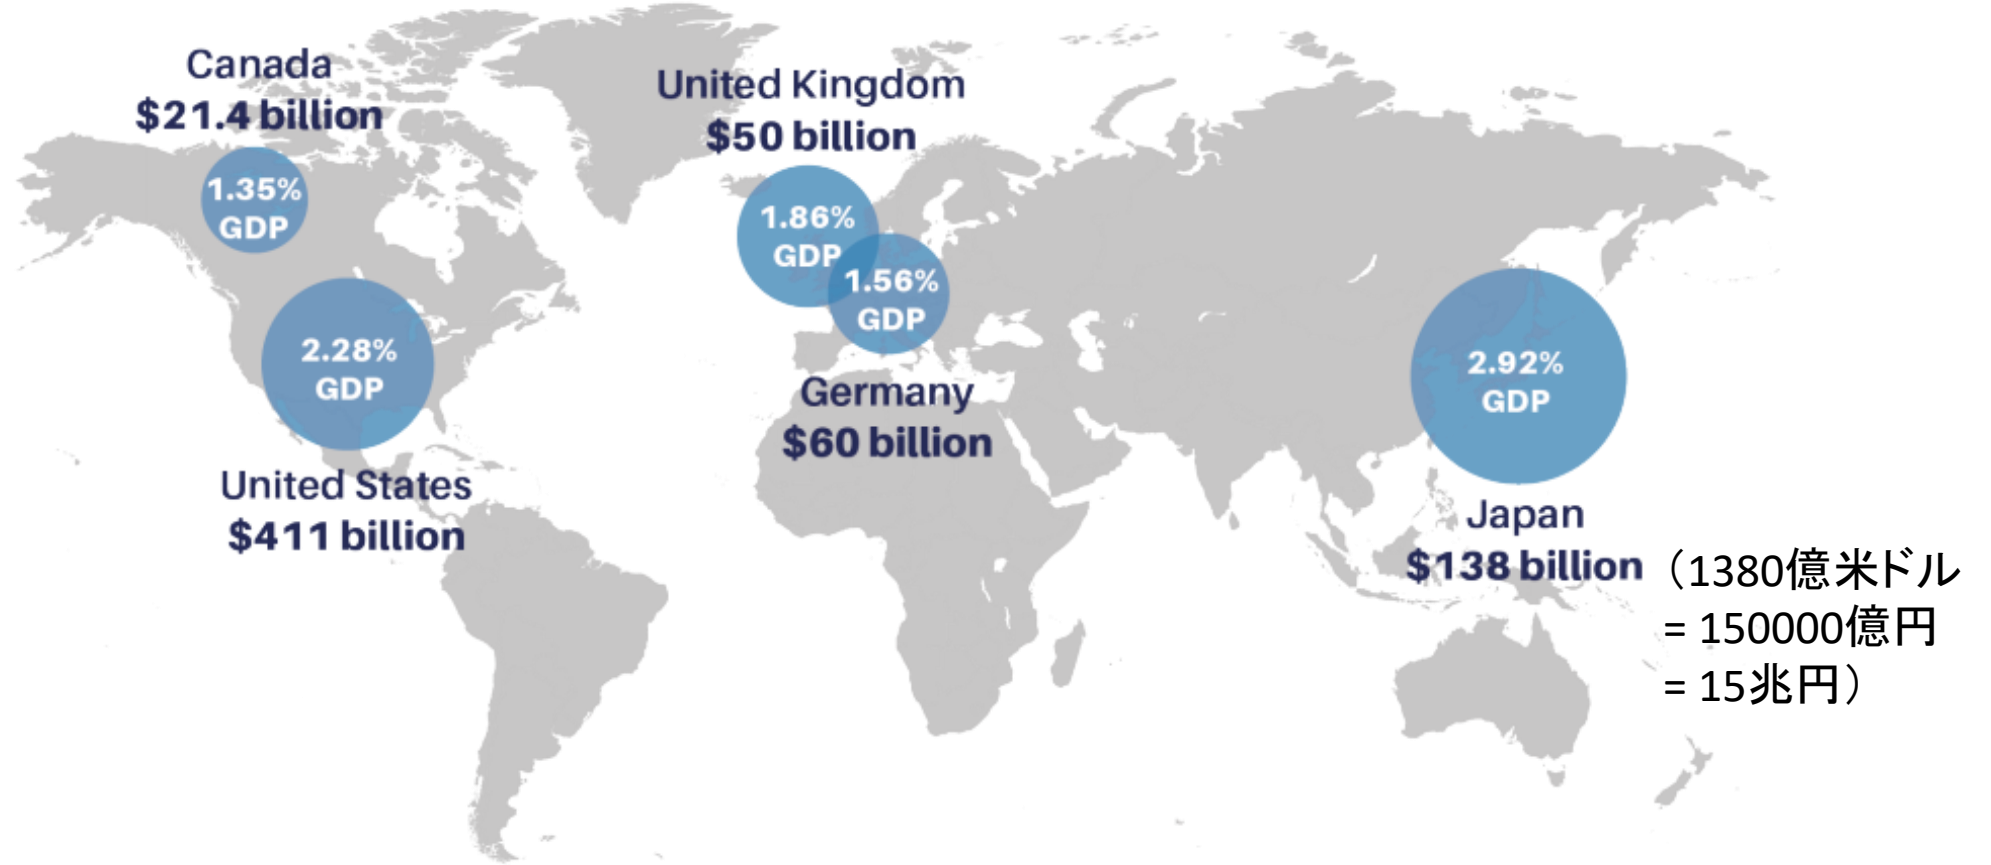 Canada
$21.4 billion
1.35%
GDP
United States
$411 billion
2.28%
GDP
United Kingdom
$50 billion
1.86%
GDP
1.56%
GDP
Germany
$60 billion
2.92%
GDP
Japan
$138 billion（1380億米ドル
= 150000億円
= 15兆円）